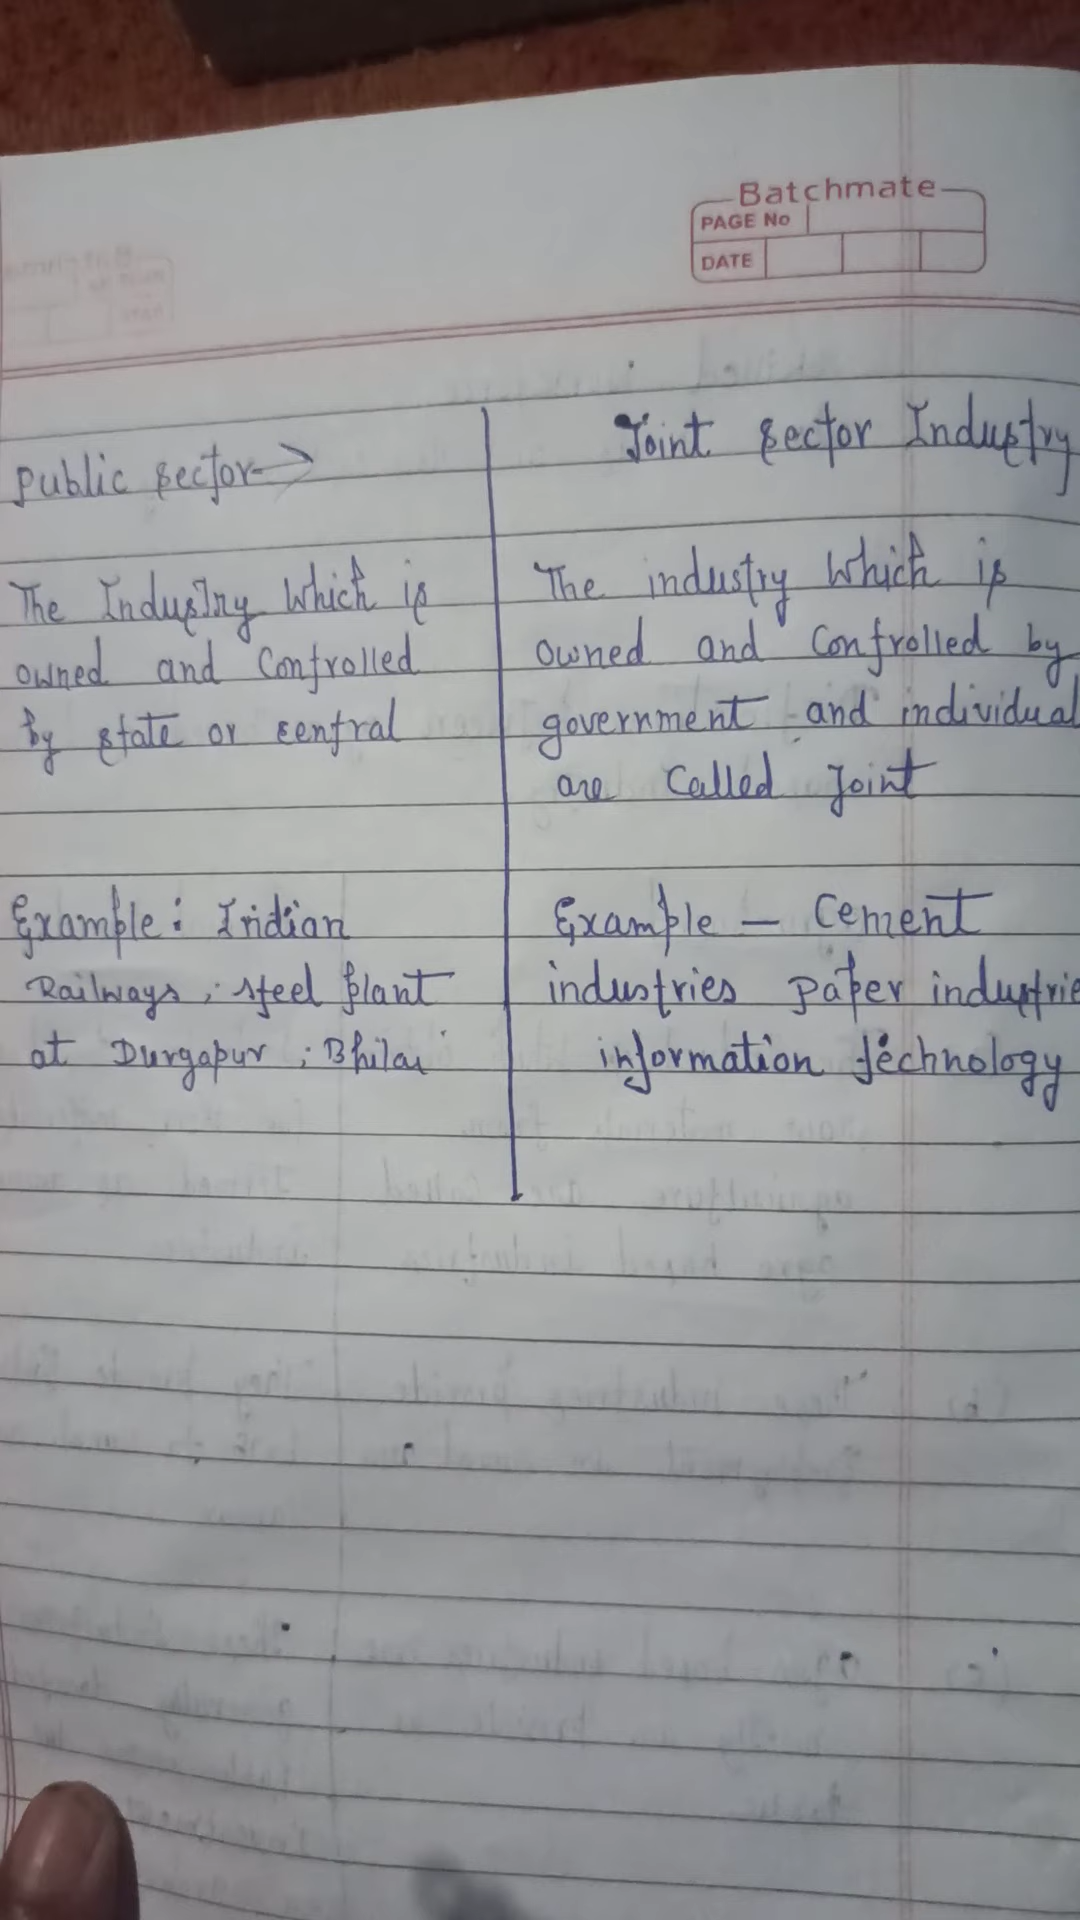 Batchmate
PAGE No
DATE
Public sector→
The Industry Which is
owned and Controlled
by state or central
Example: Indian
Railways, steel plant
at Durgapur, Bhilai
Joint sector Industry
The industry Which is
owned and Controlled by
government and individual
are Called Joint
Example – Cement
industries paper industrie
information technology